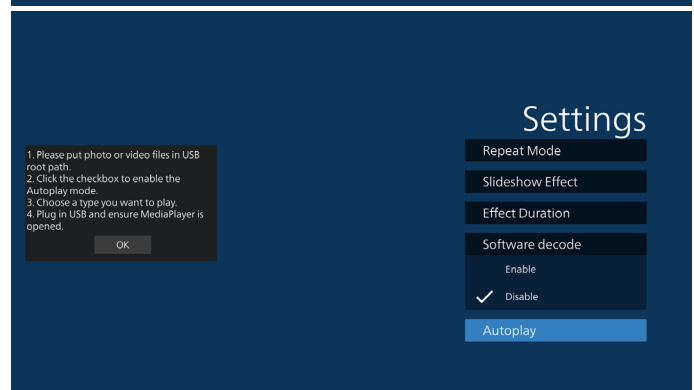 Settings
1. Please put photo or video files in USB
root path.
2. Click the checkbox to enable the
Autoplay mode.
3. Choose a type you want to play.
4. Plug in USB and ensure MediaPlayer is
opened.
OK
Repeat Mode
Slideshow Effect
Effect Duration
Software decode
Enable
Disable
Autoplay